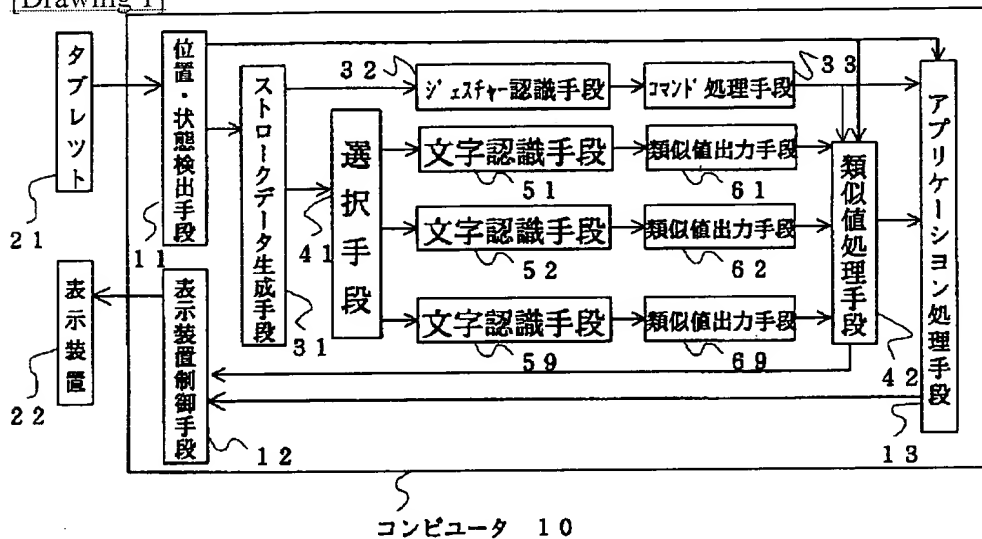 [Drawing 1]
タブレット
21
位置・状態検出手段
11
ストロークデータ生成手段
31
選択手段
41
32
ジェスチャー認識手段
コマンド処理手段
33
文字認識手段
51
類似値出力手段
61
文字認識手段
52
類似値出力手段
62
文字認識手段
59
類似値出力手段
69
類似値処理手段
42
アプリケーション処理手段
13
表示装置
22
表示装置制御手段
12
コンピュータ 10